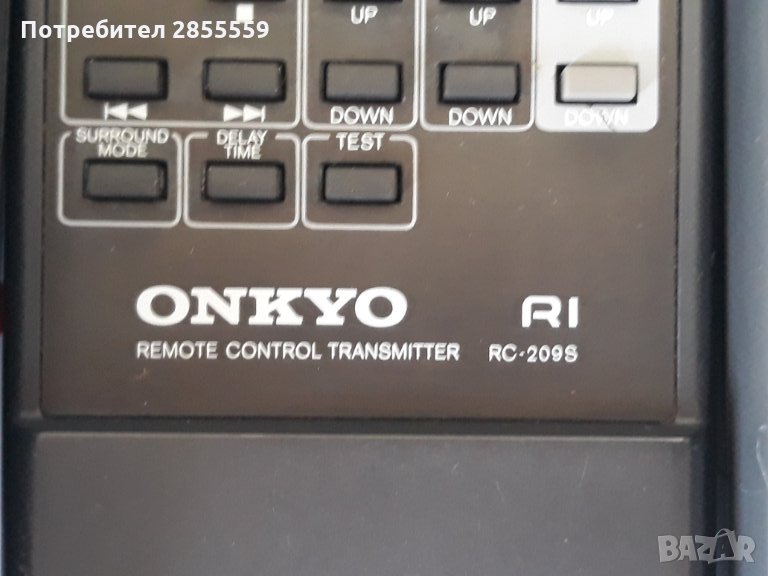 Потребител 2855559
UP UP UP
DOWN DOWN DOWN
SURROUND MODE
DELAY TIME
TEST
ONKYO RI
REMOTE CONTROL TRANSMITTER RC-209S
BAZAR